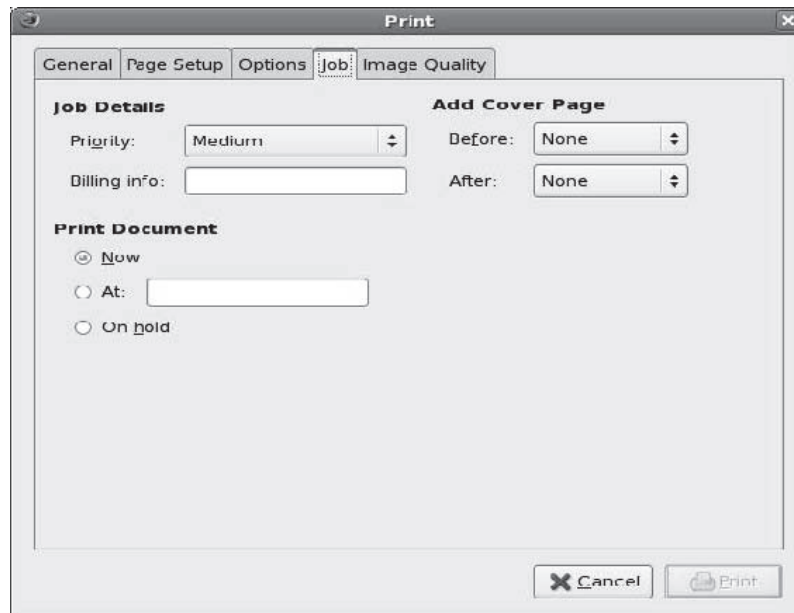 Print
General Page Setup Options Job Image Quality
Job Details
Priority: Medium
Billing info:
Add Cover Page
Before: None
After: None
Print Document
Now
At:
On hold
Cancel Print